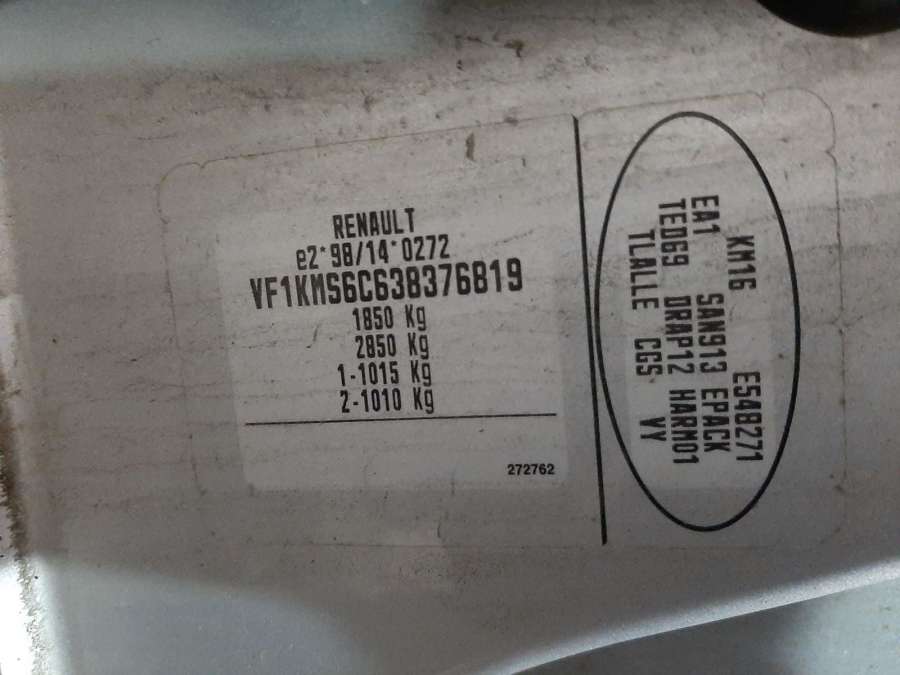 RENAULT
e2*98/14*0272
VF1KMS6C638376819
1850 Kg
2850 Kg
1-1015 Kg
2-1010 Kg
272762
KM16 E548271
EA1 SAN913 EPACK
TED69 DRAP12 HARM01
TLALLE CGS VY